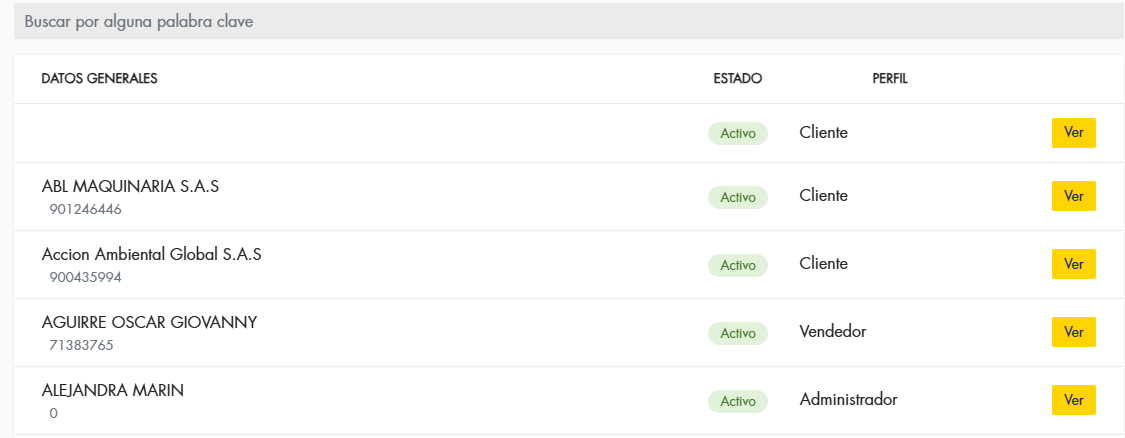 Buscar por alguna palabra clave
DATOS GENERALES ESTADO PERFIL
Activo Cliente Ver
ABL MAQUINARIA S.A.S
901246446
Activo Cliente Ver
Accion Ambiental Global S.A.S
900435994
Activo Cliente Ver
AGUIRRE OSCAR GIOVANNY
71383765
Activo Vendedor Ver
ALEJANDRA MARIN
0
Activo Administrador Ver